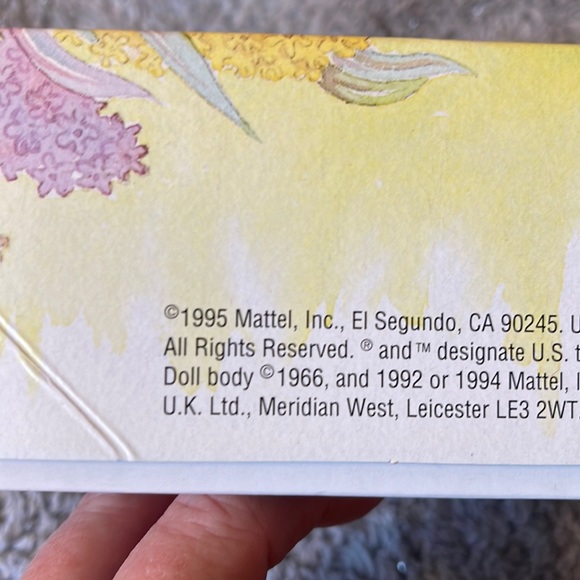 ©1995 Mattel, Inc., El Segundo, CA 90245. U
All Rights Reserved. ® and ™ designate U.S. t
Doll body ©1966, and 1992 or 1994 Mattel, I
U.K. Ltd., Meridian West, Leicester LE3 2WT.